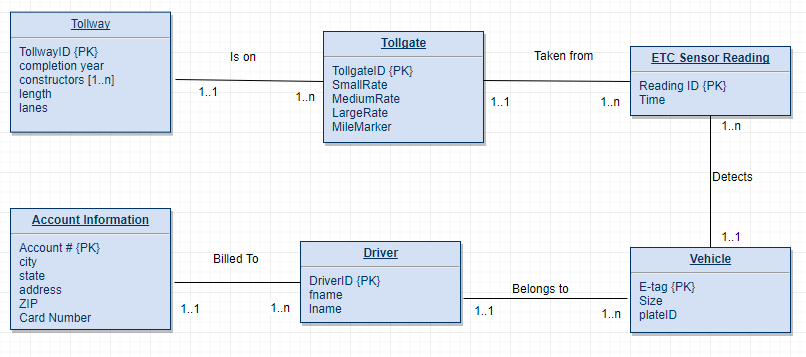 Tollway
TollwayID {PK}
completion year
constructors [1..n]
length
lanes
Is on
1..1
1..n
Tollgate
TollgateID {PK}
SmallRate
MediumRate
LargeRate
MileMarker
Taken from
1..1
1..n
ETC Sensor Reading
Reading ID {PK}
Time
1..n
Detects
1..1
Account Information
Account # {PK}
city
state
address
ZIP
Card Number
Billed To
1..1
1..n
Driver
DriverID {PK}
fname
lname
Belongs to
1..1
1..n
Vehicle
E-tag {PK}
Size
plateID